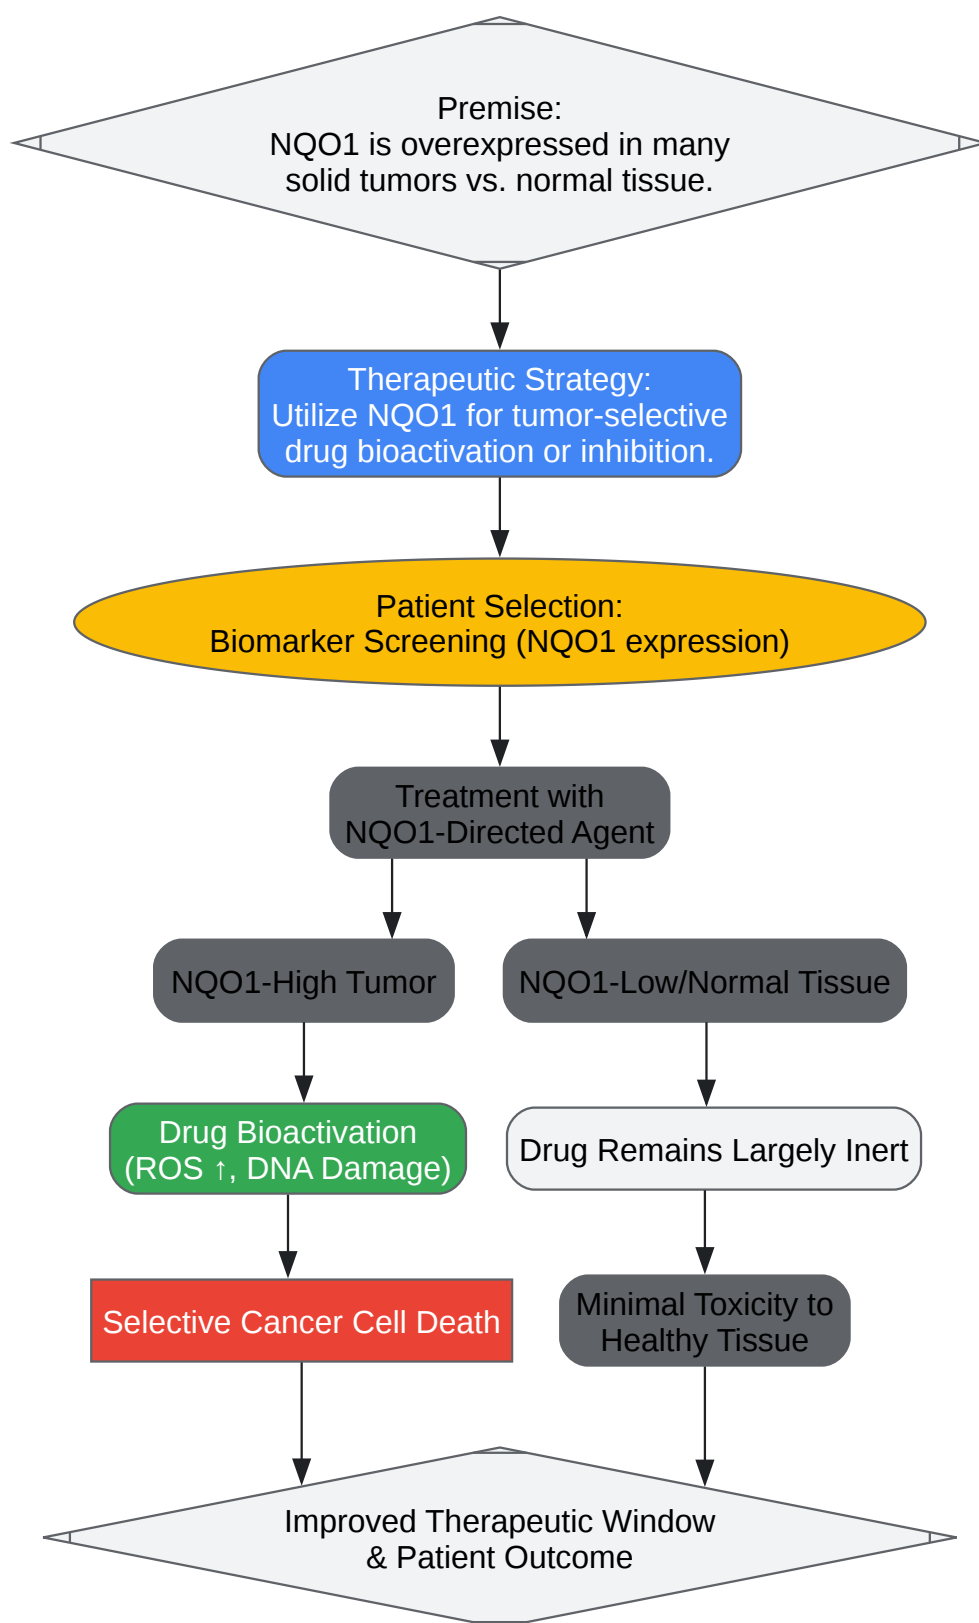 Premise:
NQO1 is overexpressed in many
solid tumors vs. normal tissue.
Therapeutic Strategy:
Utilize NQO1 for tumor-selective
drug bioactivation or inhibition.
Patient Selection:
Biomarker Screening (NQO1 expression)
Treatment with
NQO1-Directed Agent
NQO1-High Tumor
NQO1-Low/Normal Tissue
Drug Bioactivation
(ROS ↑, DNA Damage)
Drug Remains Largely Inert
Selective Cancer Cell Death
Minimal Toxicity to
Healthy Tissue
Improved Therapeutic Window
& Patient Outcome